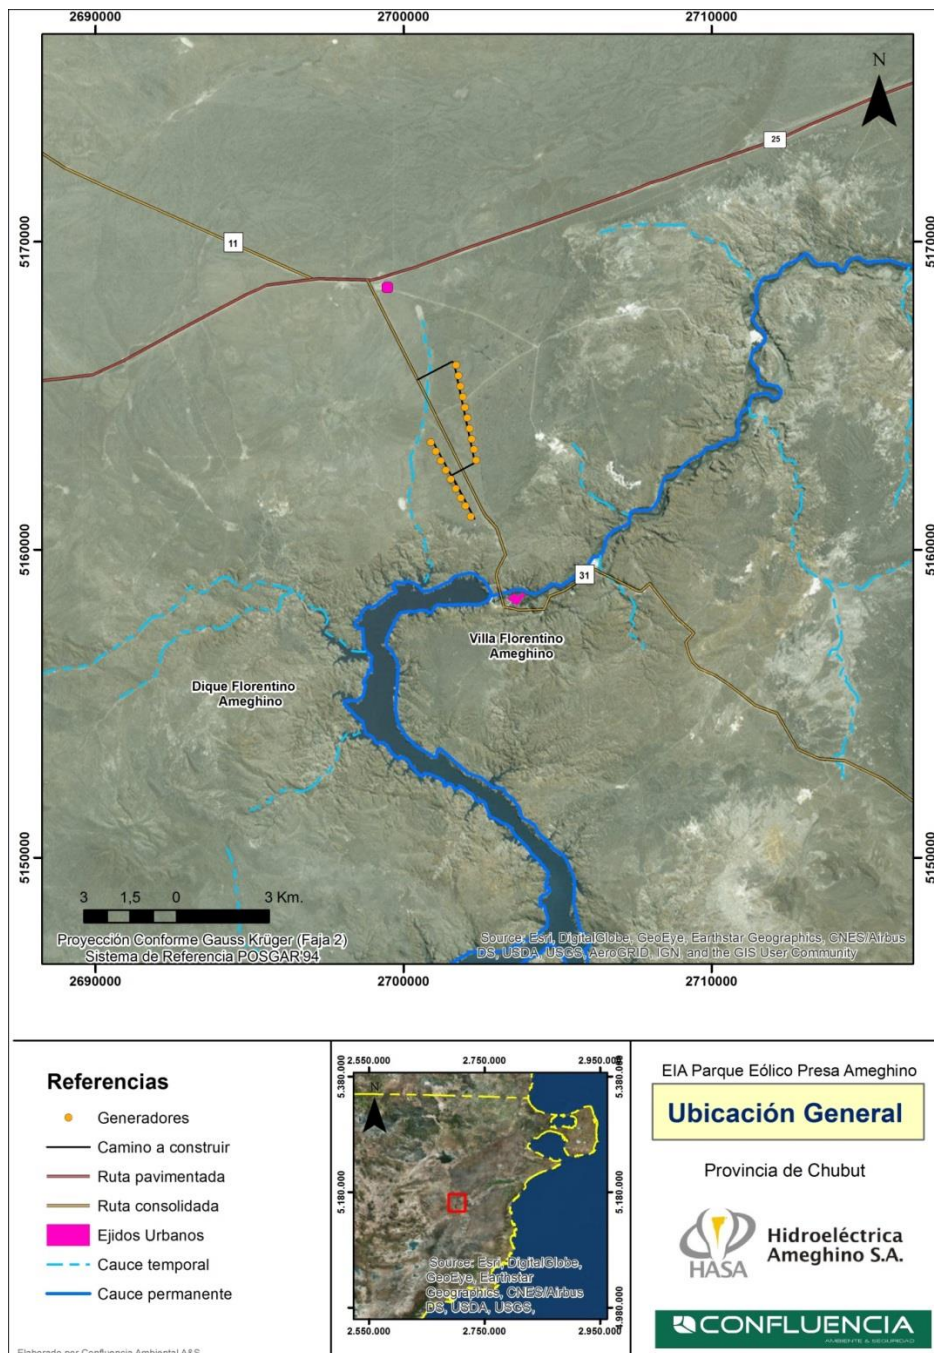 2690000
2700000
2710000
N
25
5170000
5170000
11
5160000
5160000
31
Villa Florentino
Ameghino
Dique Florentino
Ameghino
5150000
5150000
3 1,5 0 3 Km.
Proyección Conforme Gauss Krüger (Faja 2)
Sistema de Referencia POSGAR'94
Source: Esri, DigitalGlobe, GeoEye, Earthstar Geographics, CNES/Airbus
DS, USDA, USGS, AeroGRID, IGN, and the GIS User Community
2690000
2700000
2710000
Referencias
Generadores
Camino a construir
Ruta pavimentada
Ruta consolidada
Ejidos Urbanos
Cauce temporal
Cauce permanente
Elaborado por Confluencia Ambiental A&S
2.550.000 2.750.000 2.950.000
5.380.000
5.380.000
N
5.180.000
5.180.000
Source: Esri, DigitalGlobe,
GeoEye, Earthstar
Geographics, CNES/Airbus
DS, USDA, USGS,
4.980.000
2.550.000 2.750.000 2.950.000
EIA Parque Eólico Presa Ameghino
Ubicación General
Provincia de Chubut
HASA
Hidroeléctrica
Ameghino S.A.
CONFLUENCIA
AMBIENTE & SEGURIDAD